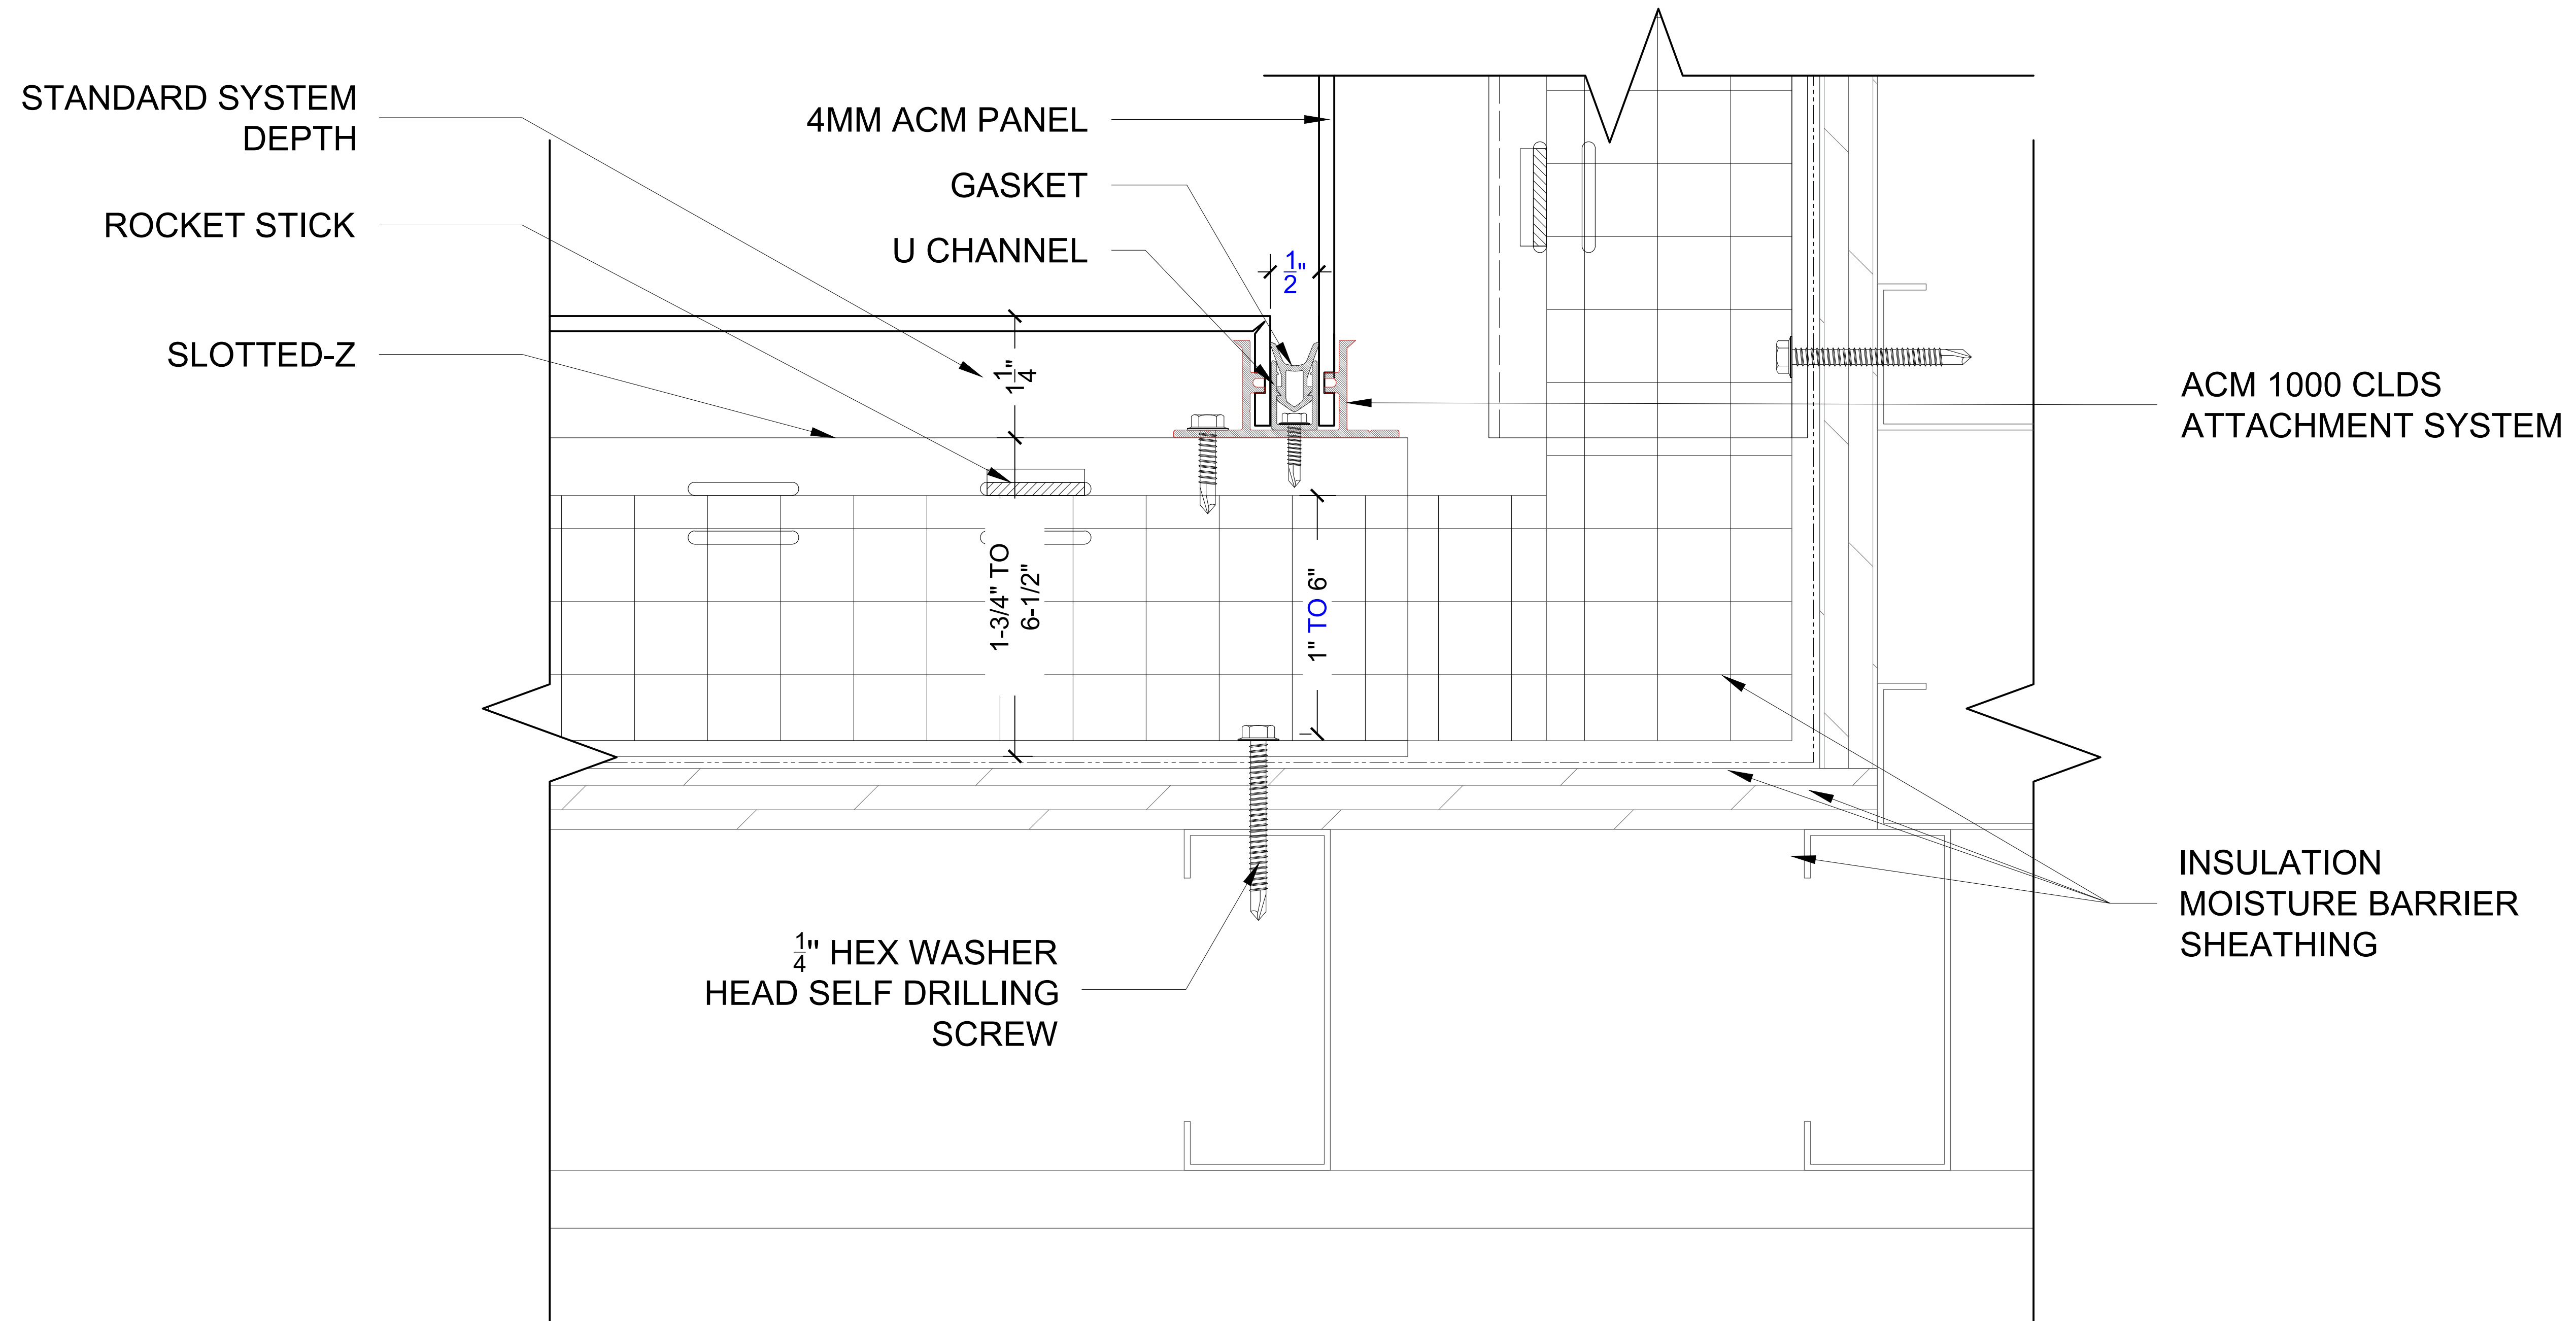 STANDARD SYSTEM
DEPTH
ROCKET STICK
SLOTTED-Z
4MM ACM PANEL
GASKET
U CHANNEL
1/2"
1 1/4"
1-3/4" TO
6-1/2"
1" TO 6"
ACM 1000 CLDS
ATTACHMENT SYSTEM
INSULATION
MOISTURE BARRIER
SHEATHING
1/4" HEX WASHER
HEAD SELF DRILLING
SCREW